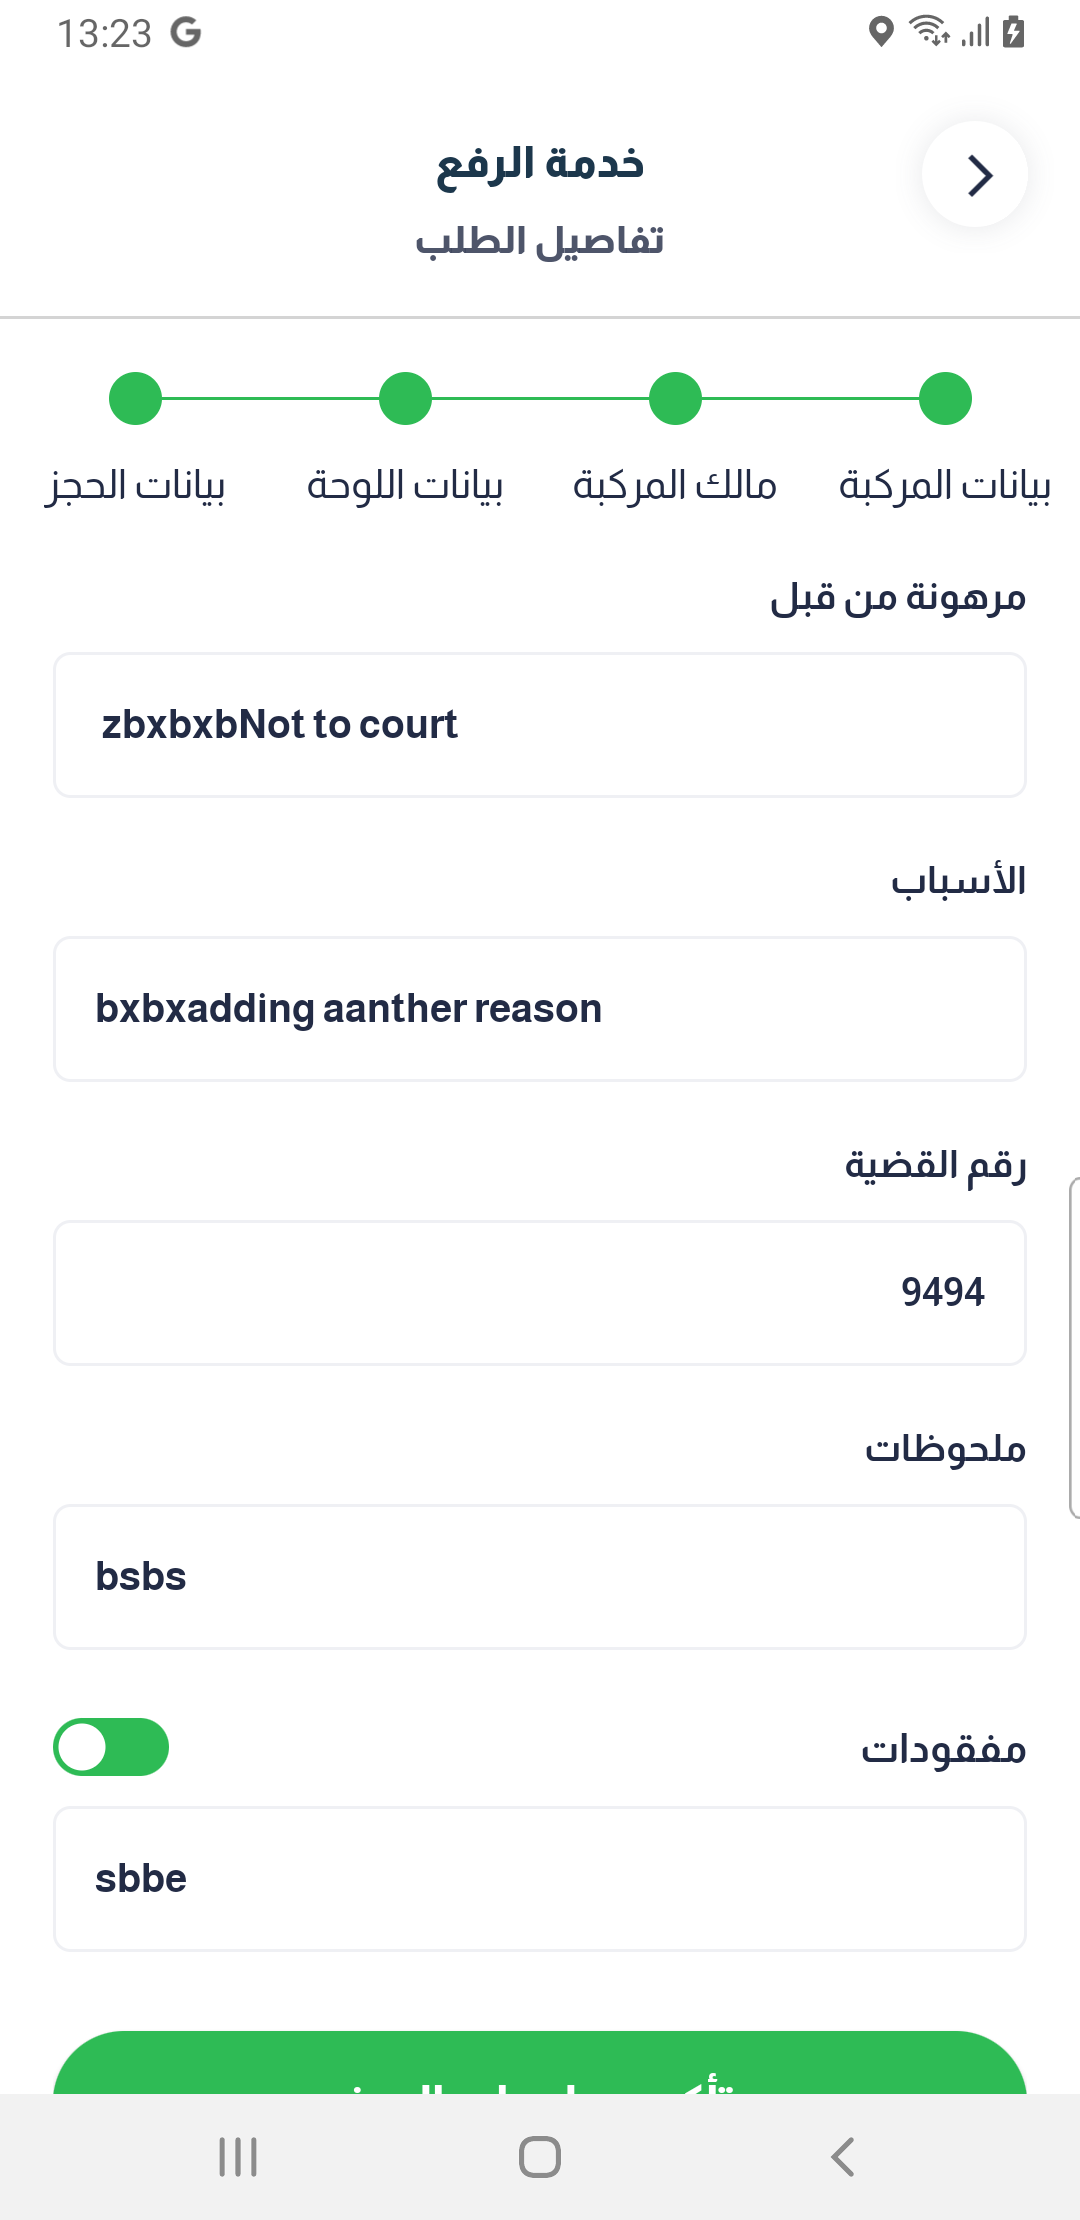 13:23 G
خدمة الرفع
تفاصيل الطلب
بيانات المركبة
مالك المركبة
بيانات اللوحة
بيانات الحجز
مرهونة من قبل
zbxbxbNot to court
الأسباب
bxbxadding aanther reason
رقم القضية
9494
ملحوظات
bsbs
مفقودات
sbbe